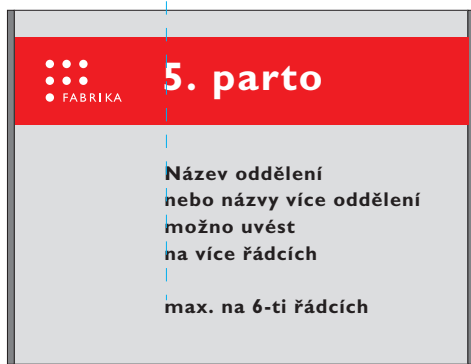 FABRIKA
5. parto
Název oddělení
nebo názvy více oddělení
možno uvést
na více řádcích
max. na 6-ti řádcích